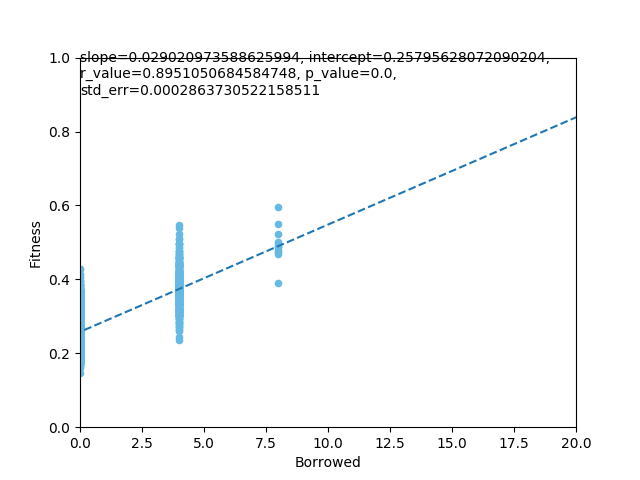 slope=0.029020973588625994, intercept=0.25795628072090204,
r_value=0.8951050684584748, p_value=0.0,
std_err=0.0002863730522158511
1.0
0.8
0.6
0.4
0.2
0.0
Fitness
0.0 2.5 5.0 7.5 10.0 12.5 15.0 17.5 20.0
Borrowed